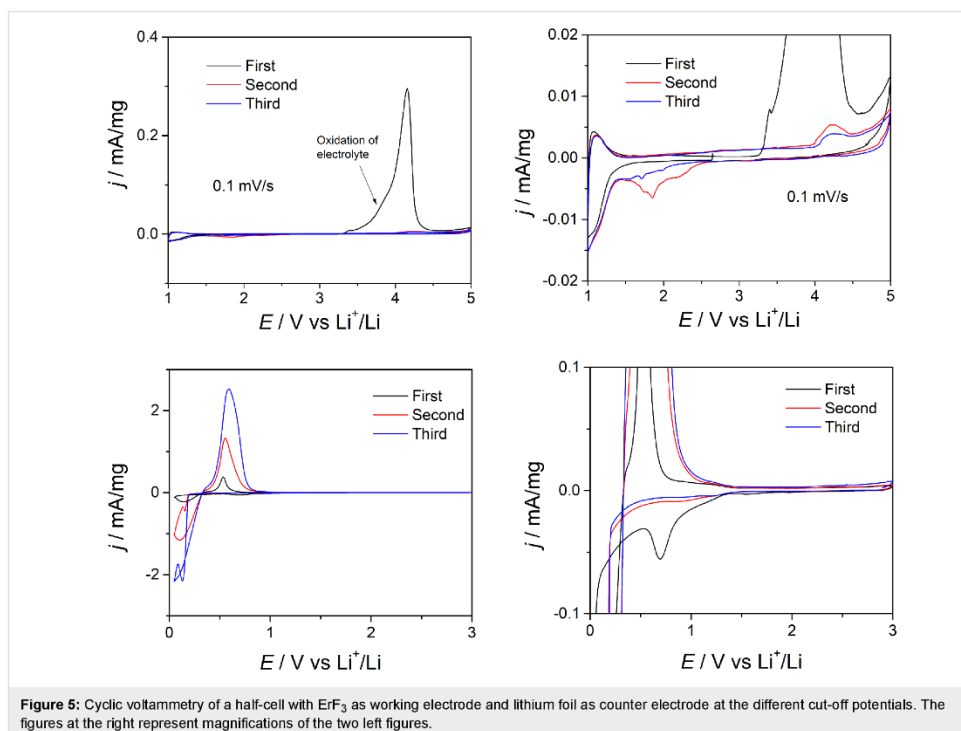 0.4
0.2
0.0
j / mA/mg
First
Second
Third
Oxidation of
electrolyte
0.1 mV/s
1 2 3 4 5
E / V vs Li⁺/Li
0.02
0.01
0.00
-0.01
-0.02
j / mA/mg
First
Second
Third
0.1 mV/s
1 2 3 4 5
E / V vs Li⁺/Li
2
0
-2
j / mA/mg
First
Second
Third
0 1 2 3
E / V vs Li⁺/Li
0.1
0.0
-0.1
j / mA/mg
First
Second
Third
0 1 2 3
E / V vs Li⁺/Li
Figure 5: Cyclic voltammetry of a half-cell with ErF₃ as working electrode and lithium foil as counter electrode at the different cut-off potentials. The
figures at the right represent magnifications of the two left figures.